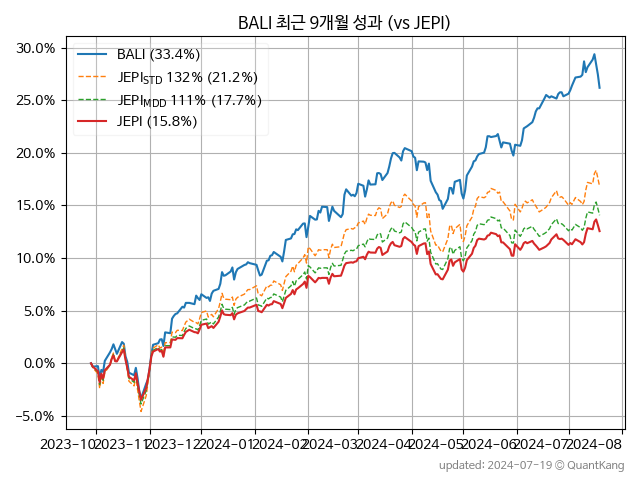 BALI 최근 9개월 성과 (vs JEPI)
BALI (33.4%)
JEPI_STD 132% (21.2%)
JEPI_MDD 111% (17.7%)
JEPI (15.8%)
30.0%
25.0%
20.0%
15.0%
10.0%
5.0%
0.0%
−5.0%
2023-10 2023-11 2023-12 2024-01 2024-02 2024-03 2024-04 2024-05 2024-06 2024-07 2024-08
updated: 2024-07-19 © QuantKang